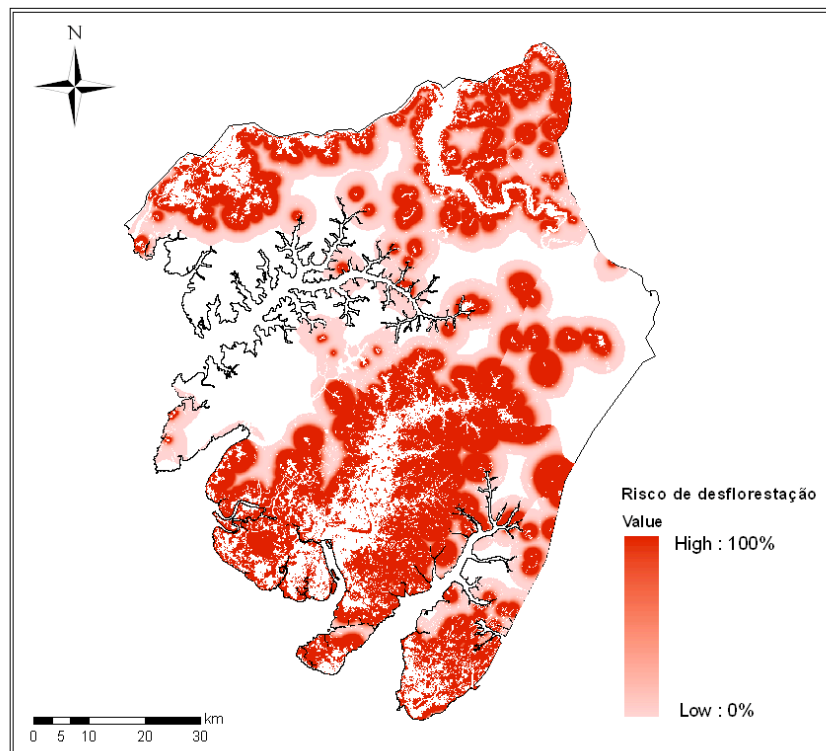 N
Risco de desflorestação
Value
High : 100%
Low : 0%
km
0 5 10 20 30